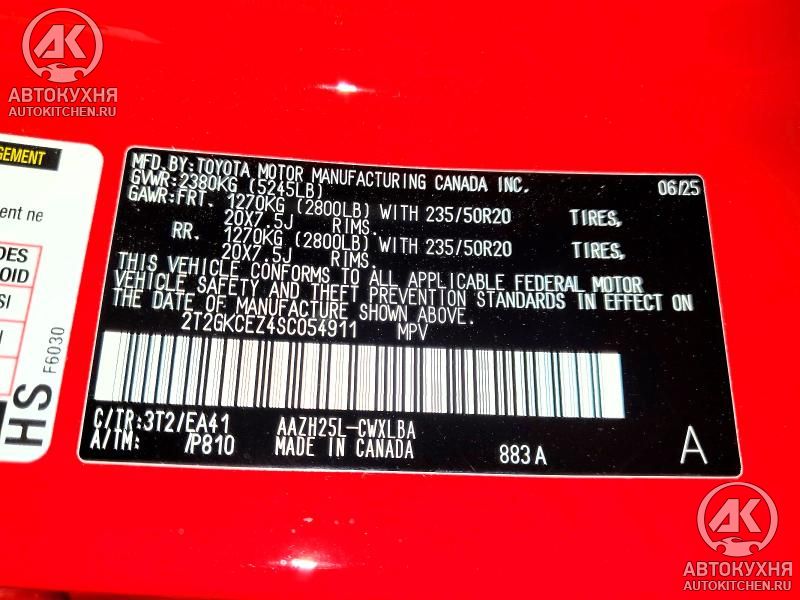 AK
АВТОКУХНЯ
AUTOKITCHEN.RU
GEMENT
ent ne
DES
OID
SI
HS
F6030
MFD.BY:TOYOTA MOTOR MANUFACTURING CANADA INC. 06/25
GVWR:2380KG (5245LB)
GAWR:FRT. 1270KG (2800LB) WITH 235/50R20 TIRES,
20X7.5J RIMS.
RR. 1270KG (2800LB) WITH 235/50R20 TIRES,
20X7.5J RIMS.
THIS VEHICLE CONFORMS TO ALL APPLICABLE FEDERAL MOTOR
VEHICLE SAFETY AND THEFT PREVENTION STANDARDS IN EFFECT ON
THE DATE OF MANUFACTURE SHOWN ABOVE.
2T2GKCEZ4SC054911 MPV
C/TR:3T2/EA41 AAZH25L-CWXLBA
A/TM: /P810 MADE IN CANADA 883A A
AK
АВТОКУХНЯ
AUTOKITCHEN.RU